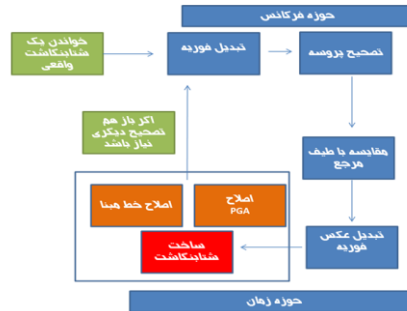 حوزه فرکانس
خواندن یک
شتابنگاشت
واقعی
تبدیل فوریه
تصحیح پروسه
اگر باز هم
تصحیح دیگری
نیاز باشد
مقایسه با طیف
مرجع
اصلاح خط مبنا
اصلاح
PGA
ساخت
شتابنگاشت
تبدیل عکس
فوریه
حوزه زمان